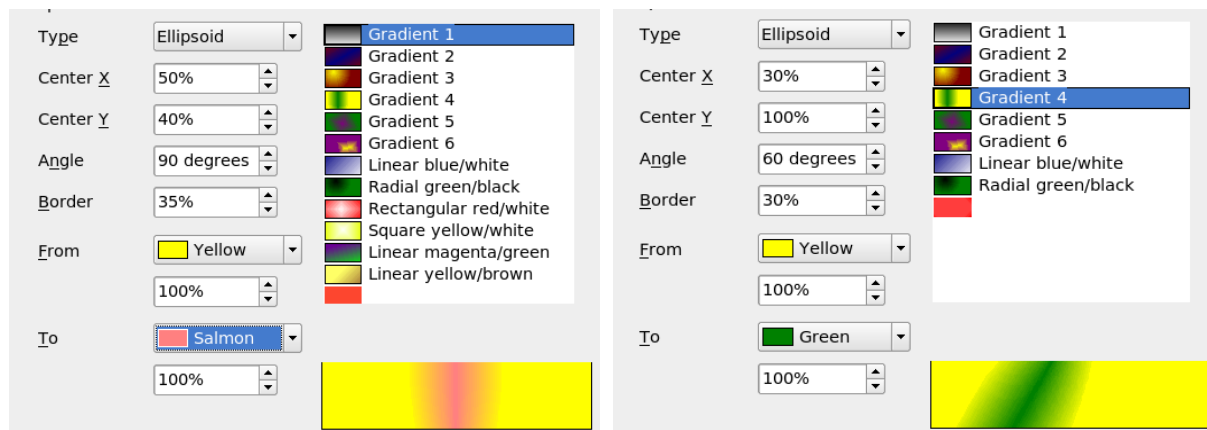 Type Ellipsoid
Center X 50%
Center Y 40%
Angle 90 degrees
Border 35%
From Yellow
100%
To Salmon
100%
Gradient 1
Gradient 2
Gradient 3
Gradient 4
Gradient 5
Gradient 6
Linear blue/white
Radial green/black
Rectangular red/white
Square yellow/white
Linear magenta/green
Linear yellow/brown
Type Ellipsoid
Center X 30%
Center Y 100%
Angle 60 degrees
Border 30%
From Yellow
100%
To Green
100%
Gradient 1
Gradient 2
Gradient 3
Gradient 4
Gradient 5
Gradient 6
Linear blue/white
Radial green/black